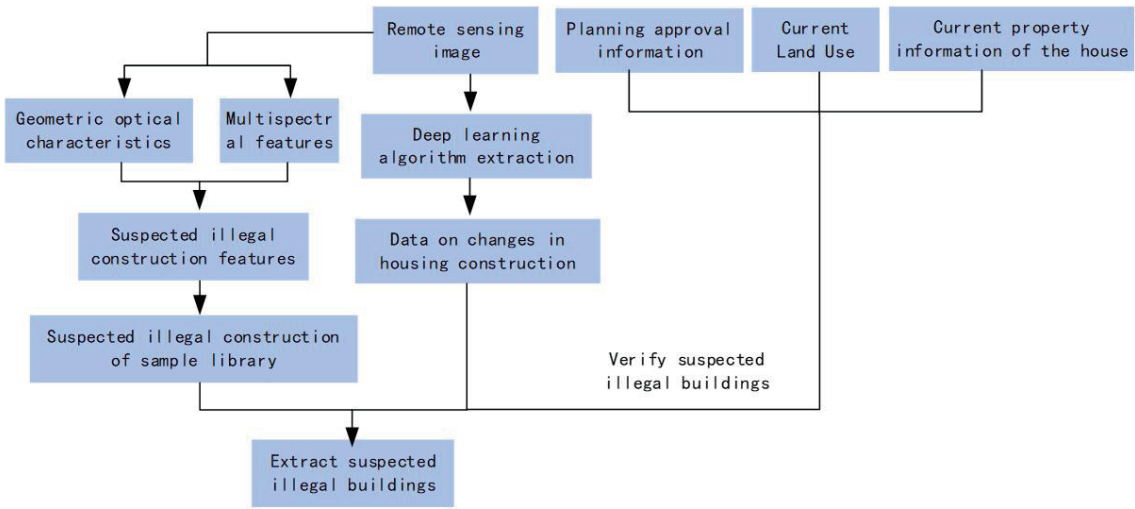 Remote sensing
image
Planning approval
information
Current
Land Use
Current property
information of the house
Geometric optical
characteristics
Multispectr
al features
Deep learning
algorithm extraction
Suspected illegal
construction features
Data on changes in
housing construction
Suspected illegal construction
of sample library
Verify suspected
illegal buildings
Extract suspected
illegal buildings